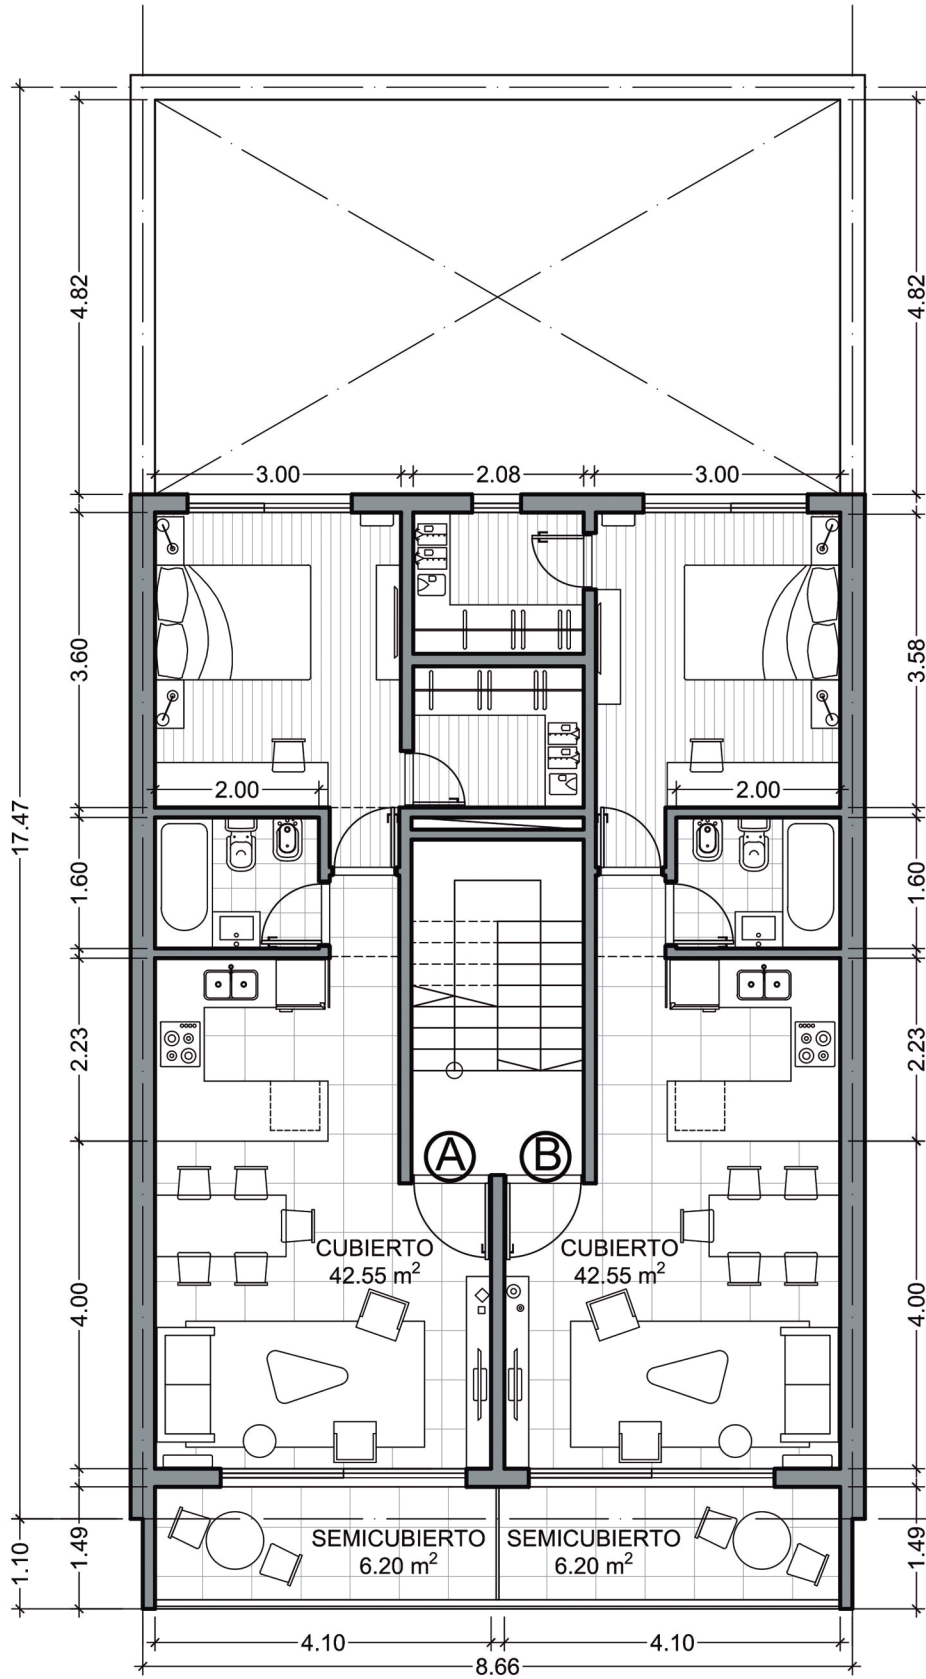 4.82
4.82
3.00
2.08
3.00
3.60
3.58
2.00
2.00
17.47
1.60
1.60
2.23
2.23
A
B
CUBIERTO
42.55 m²
CUBIERTO
42.55 m²
4.00
4.00
SEMICUBIERTO
6.20 m²
SEMICUBIERTO
6.20 m²
1.10
1.49
1.49
4.10
4.10
8.66